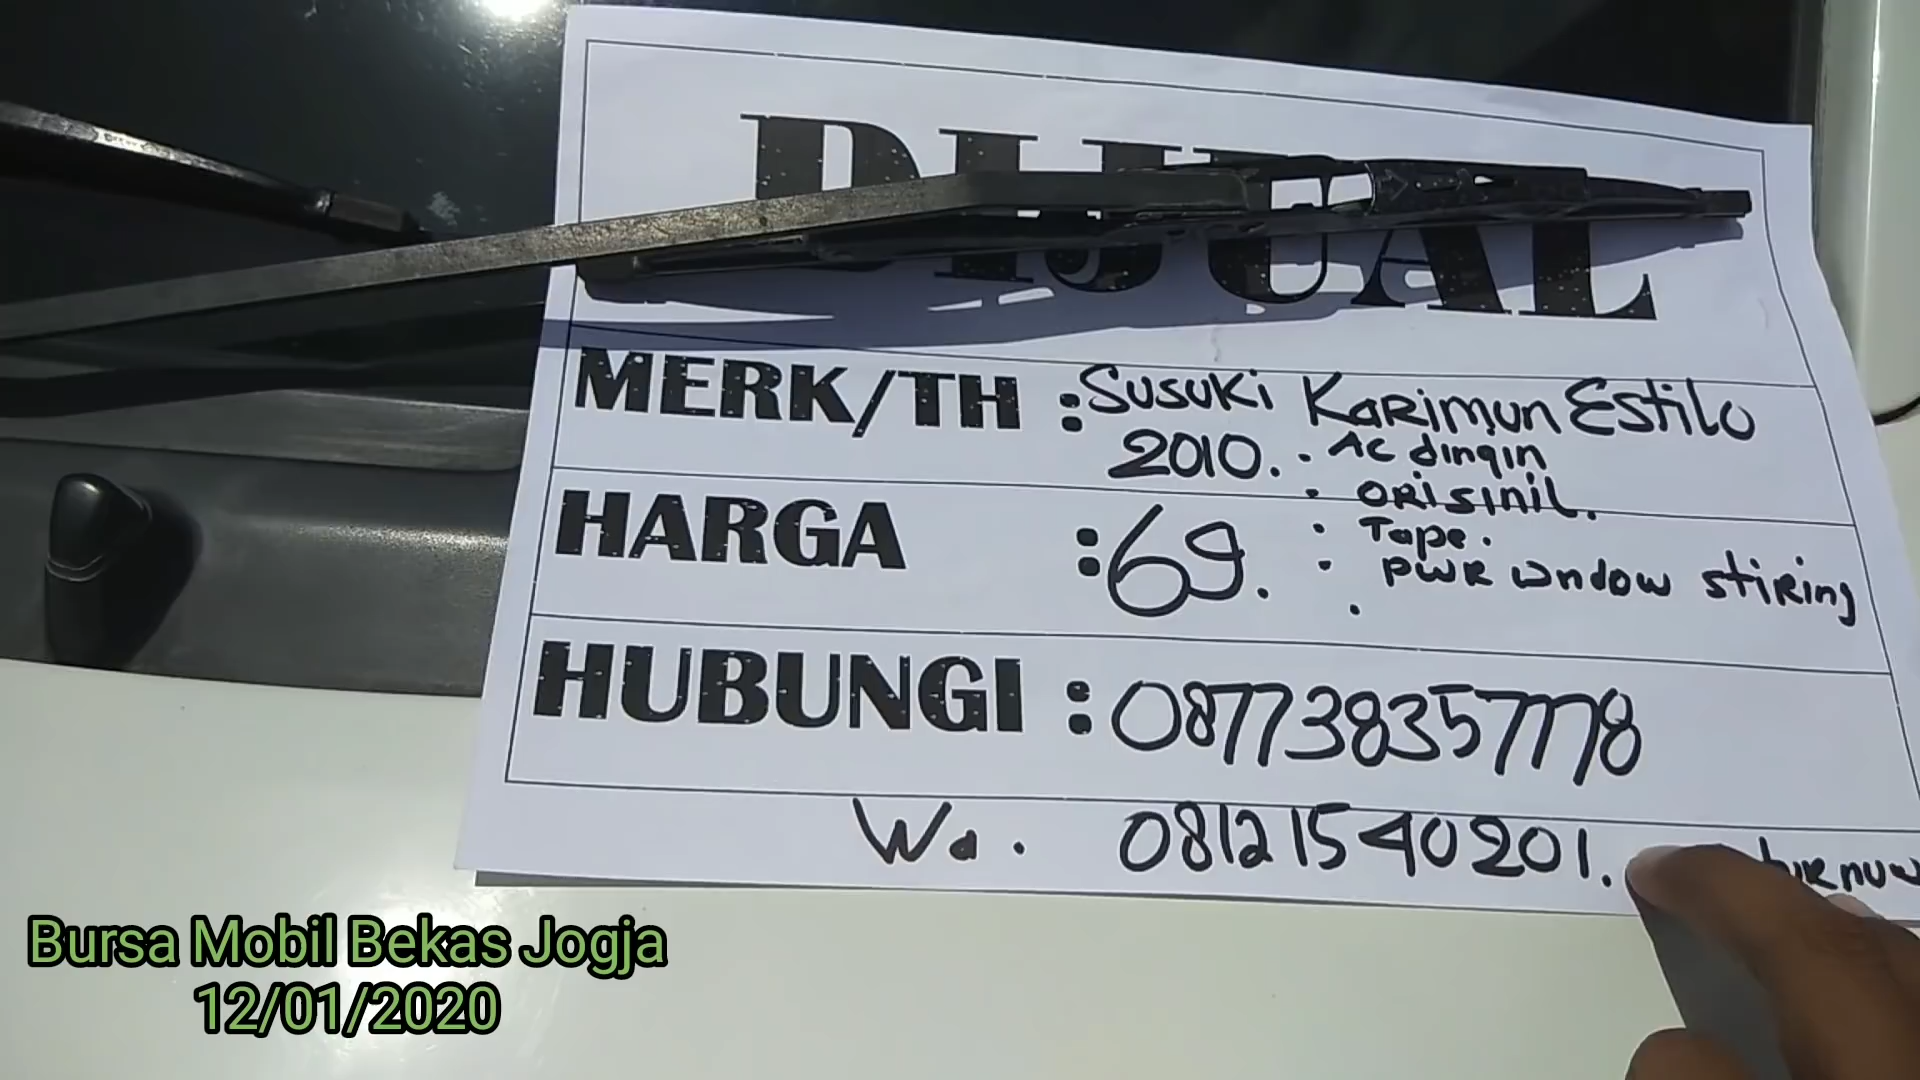 DIJUAL
MERK/TH : SUSUKI KARIMUN EStilo
2010. . AC dingin
. ORISINIL.
HARGA : 69. . Tape.
. PWR WNDOW StiRing
.
HUBUNGI : 087738357778
Wa. 08121540201.
Bursa Mobil Bekas Jogja
12/01/2020